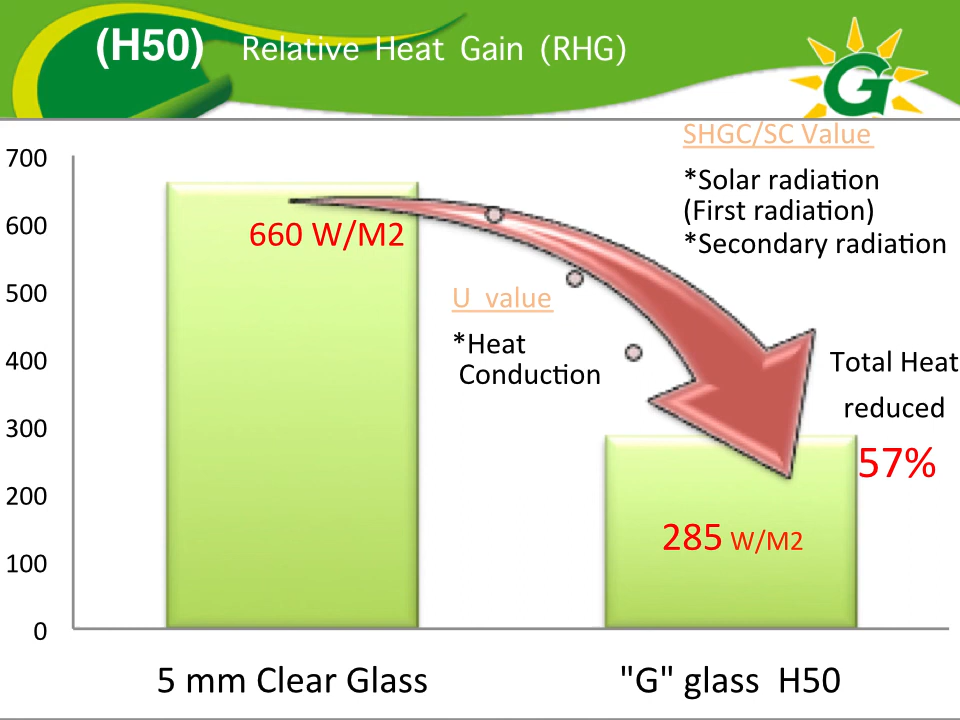 (H50) Relative Heat Gain (RHG)
G
SHGC/SC Value
*Solar radiation
(First radiation)
*Secondary radiation
700
600
500
400
300
200
100
0
660 W/M2
U value
*Heat
Conduction
Total Heat
reduced
57%
285 W/M2
5 mm Clear Glass
"G" glass H50